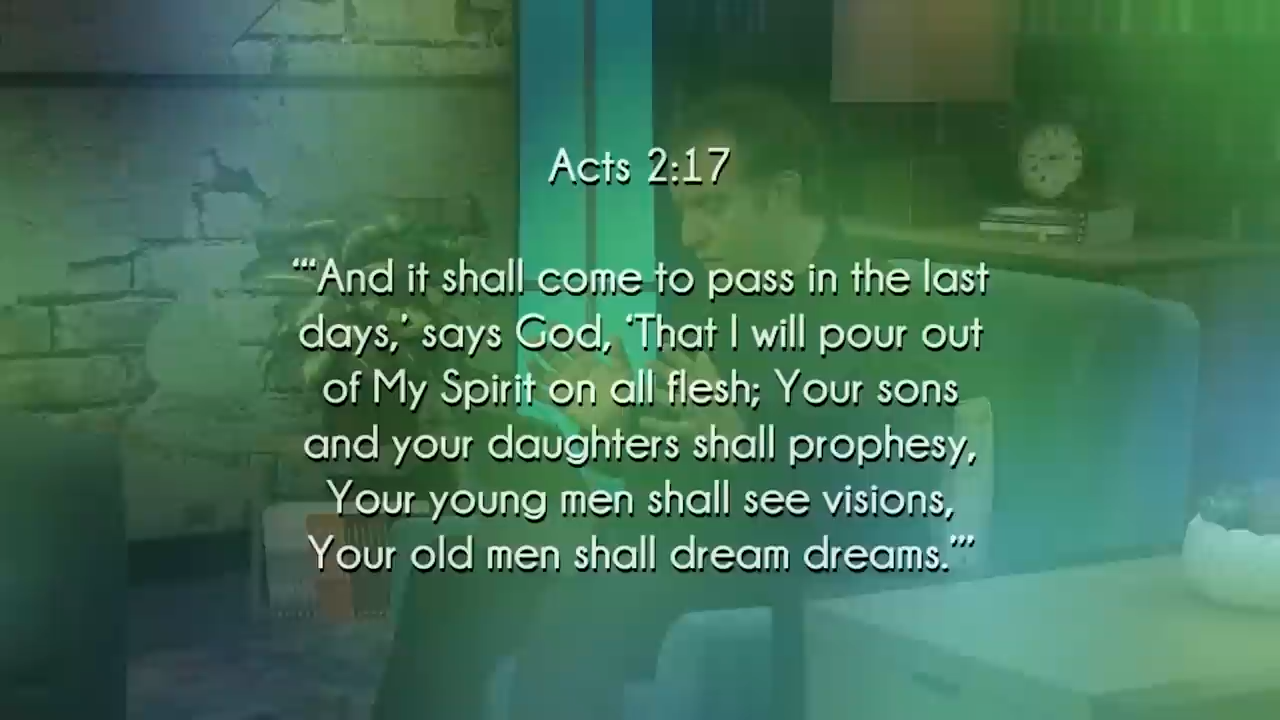 Acts 2:17
“‘“And it shall come to pass in the last
days,’ says God, ‘That I will pour out
of My Spirit on all flesh; Your sons
and your daughters shall prophesy,
Your young men shall see visions,
Your old men shall dream dreams.”’”